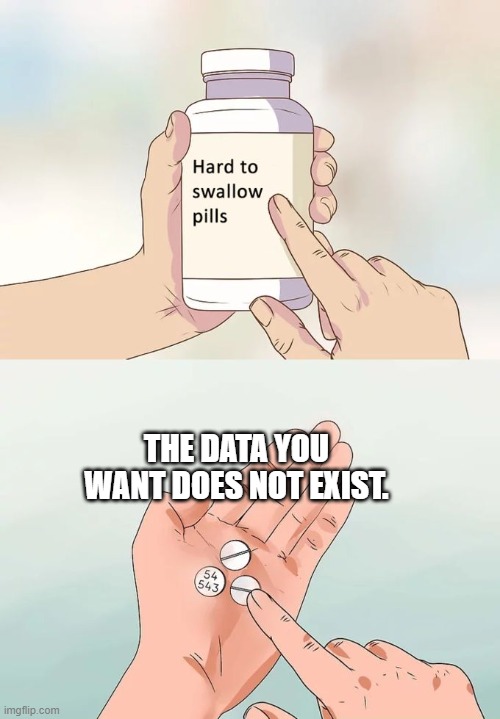 Hard to
swallow
pills
THE DATA YOU
WANT DOES NOT EXIST.
54
543
imgflip.com